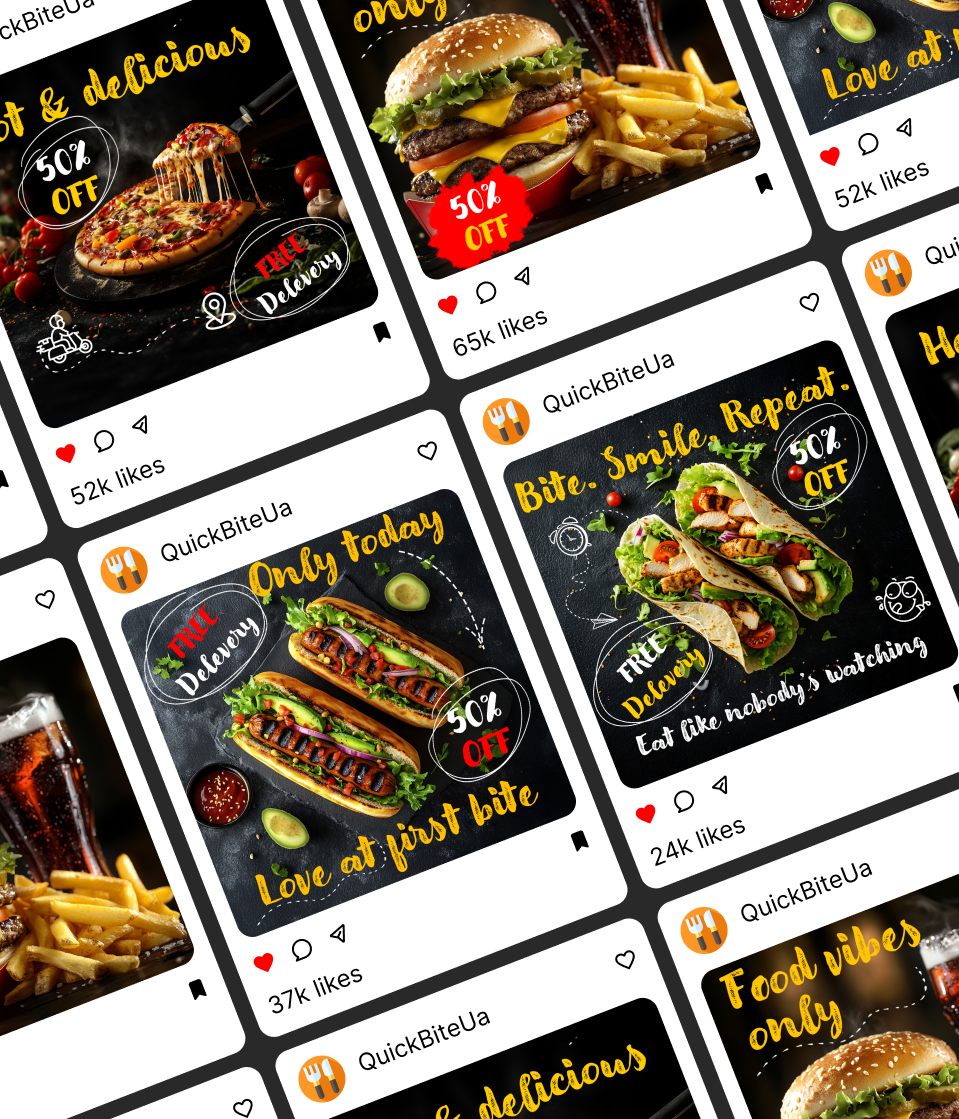 ckBiteUa
ot & delicious
50%
OFF
FREE
Delevery
52k likes
only
50%
OFF
65k likes
Love at
52k likes
QuickBiteUa
Only today
FREE
Delevery
50%
OFF
Love at first bite
37k likes
QuickBiteUa
Bite. Smile. Repeat.
50%
OFF
FREE
Delevery
Eat like nobody's watching
24k likes
QuickBiteUa
& delicious
QuickBiteUa
Food vibes
only